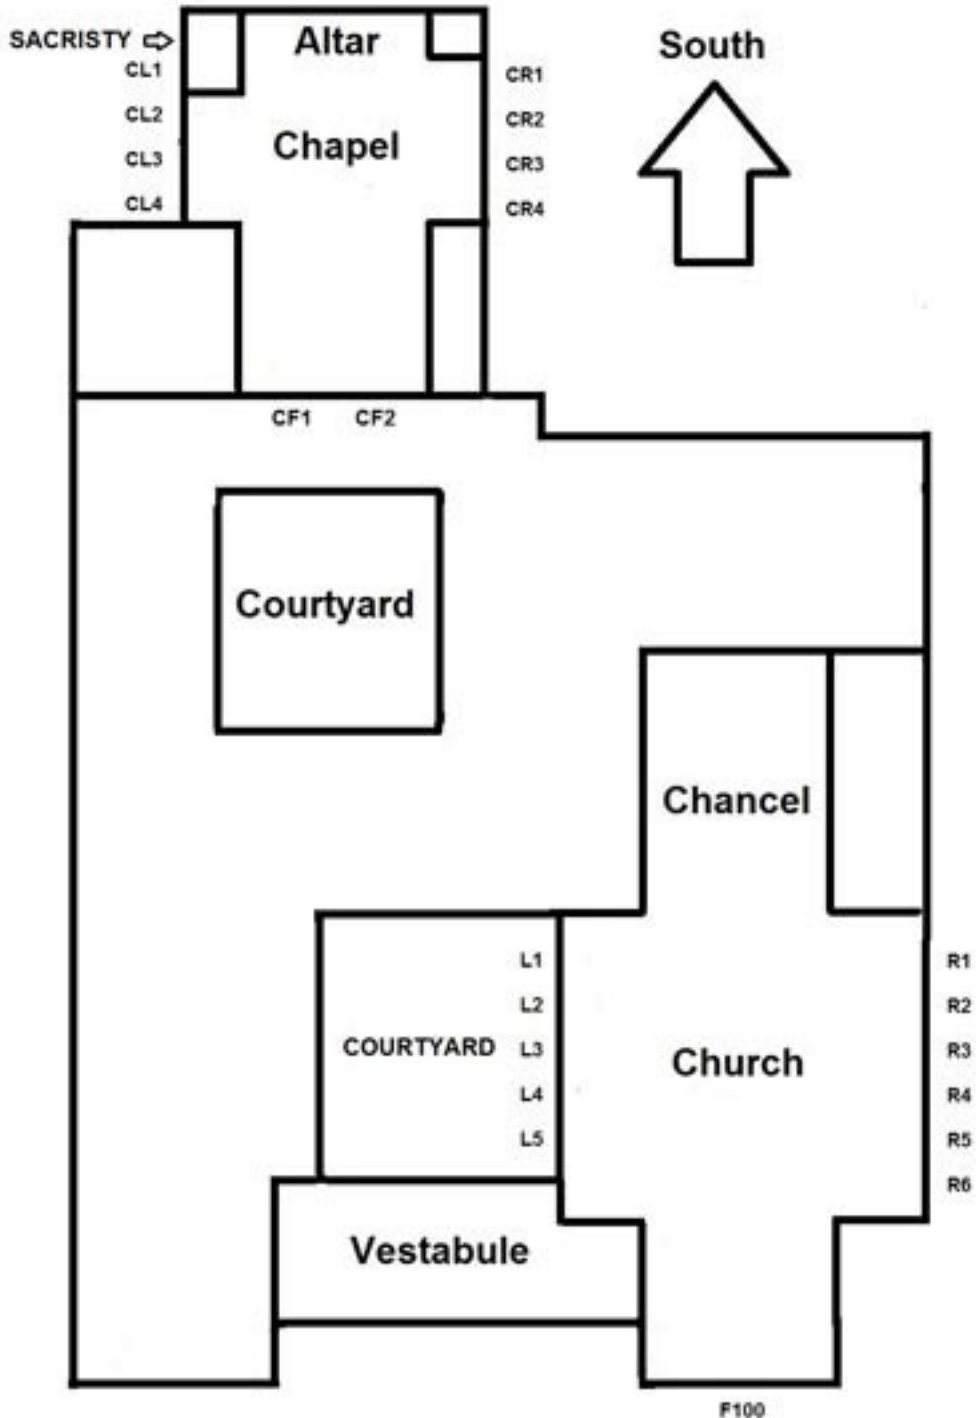 Altar
South
SACRISTY
CL1
CR1
CL2
CR2
Chapel
CL3
CR3
CL4
CR4
CF1 CF2
Courtyard
Chancel
L1
R1
L2
R2
COURTYARD
L3
Church
R3
L4
R4
L5
R5
R6
Vestabule
F100